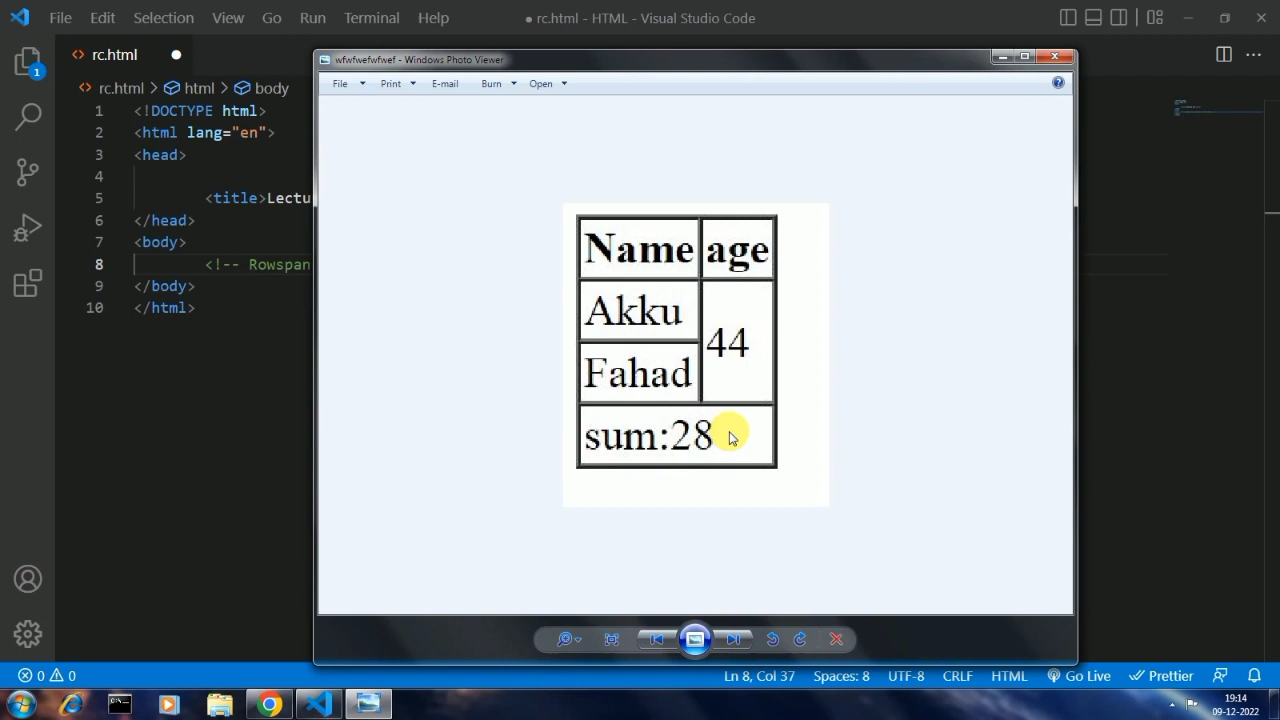 File Edit Selection View Go Run Terminal Help
● rc.html - HTML - Visual Studio Code
rc.html
rc.html html body
1 <!DOCTYPE html>
2 <html lang="en">
3 <head>
4
5 <title>Lectu
6 </head>
7 <body>
8 <!-- Rowspan
9 </body>
10 </html>
1
wfwfwefwfwef - Windows Photo Viewer
File Print E-mail Burn Open
Name age
Akku
44
Fahad
sum:28
0 0
Ln 8, Col 37 Spaces: 8 UTF-8 CRLF HTML Go Live Prettier
19:14
09-12-2022